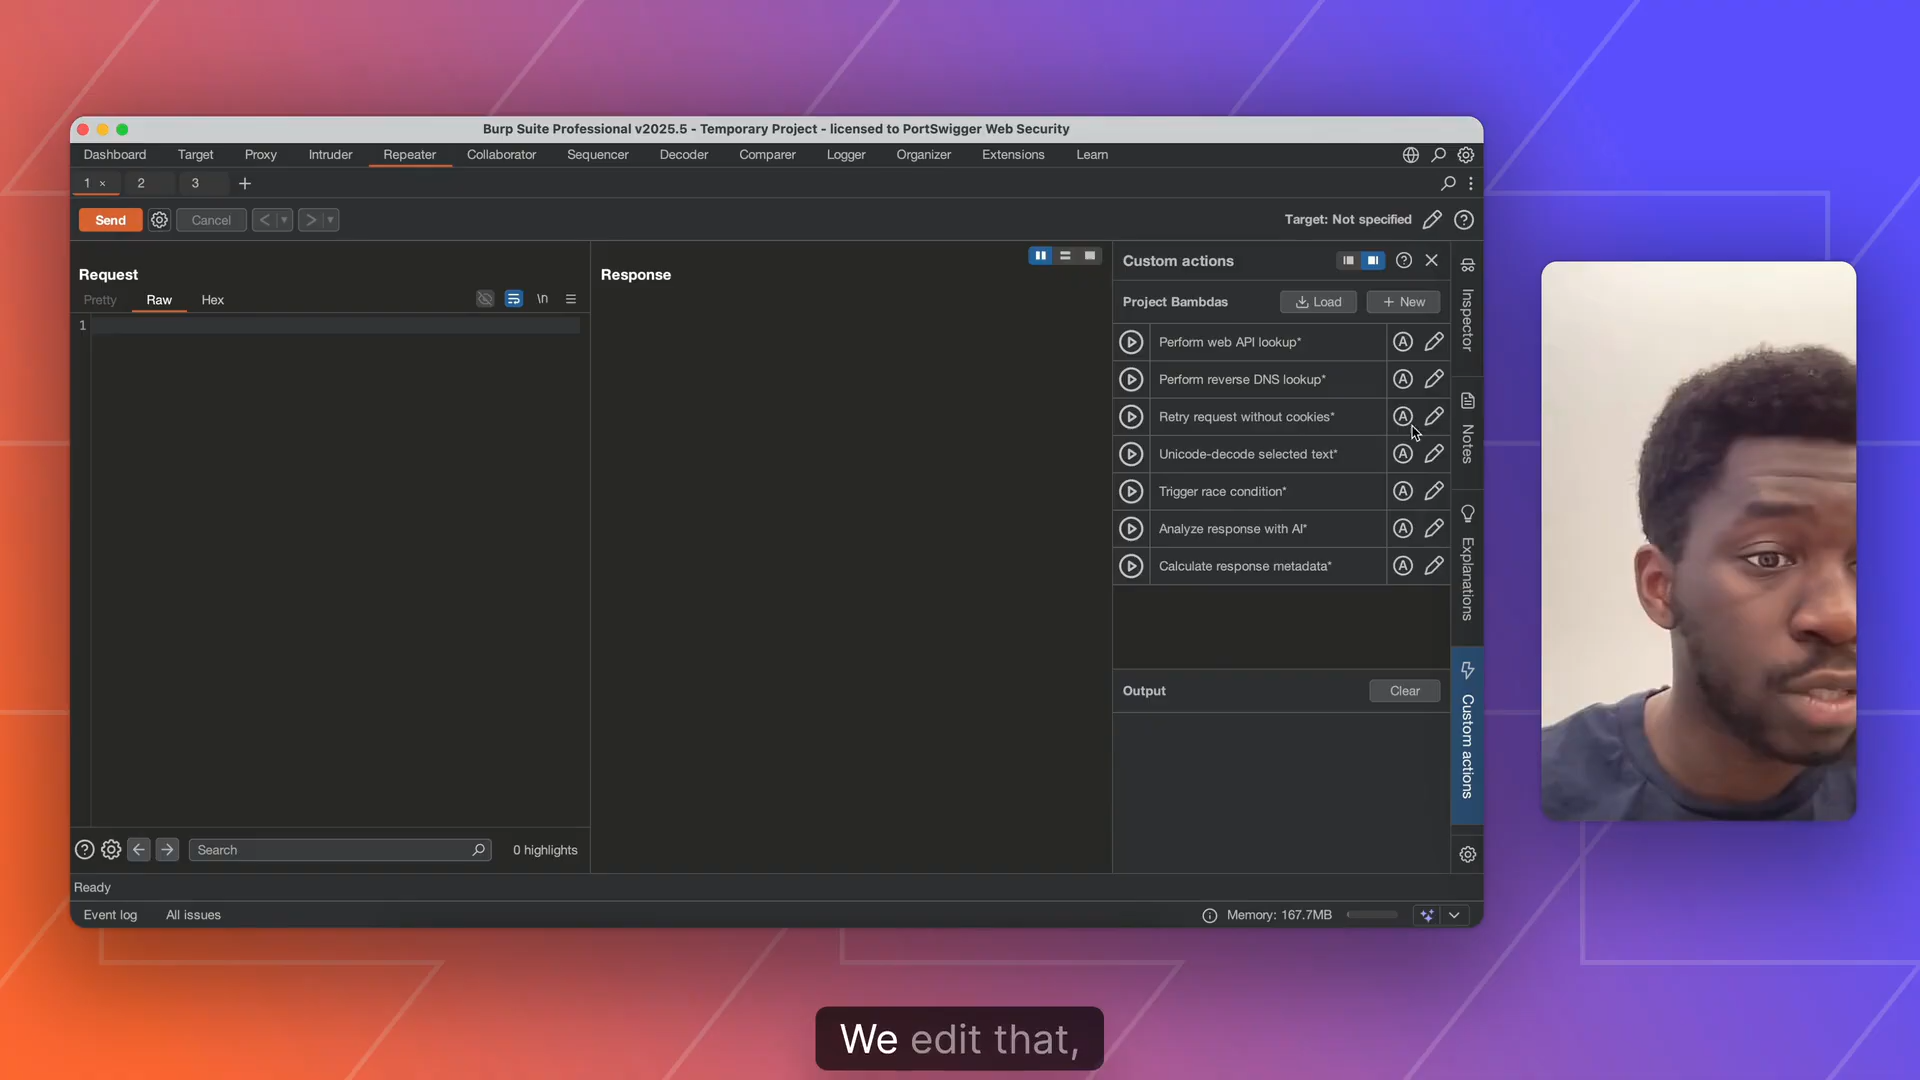 Burp Suite Professional v2025.5 - Temporary Project - licensed to PortSwigger Web Security
Dashboard Target Proxy Intruder Repeater Collaborator Sequencer Decoder Comparer Logger Organizer Extensions Learn
1 × 2 3 +
Send Cancel < > Target: Not specified
Request
Pretty Raw Hex \n
1
Response
Custom actions
Project Bambdas Load + New
Perform web API lookup* A
Perform reverse DNS lookup* A
Retry request without cookies* A
Unicode-decode selected text* A
Trigger race condition* A
Analyze response with AI* A
Calculate response metadata* A
Output Clear
Inspector
Notes
Explanations
Custom actions
Search 0 highlights
Ready
Event log All issues Memory: 167.7MB
We edit that,